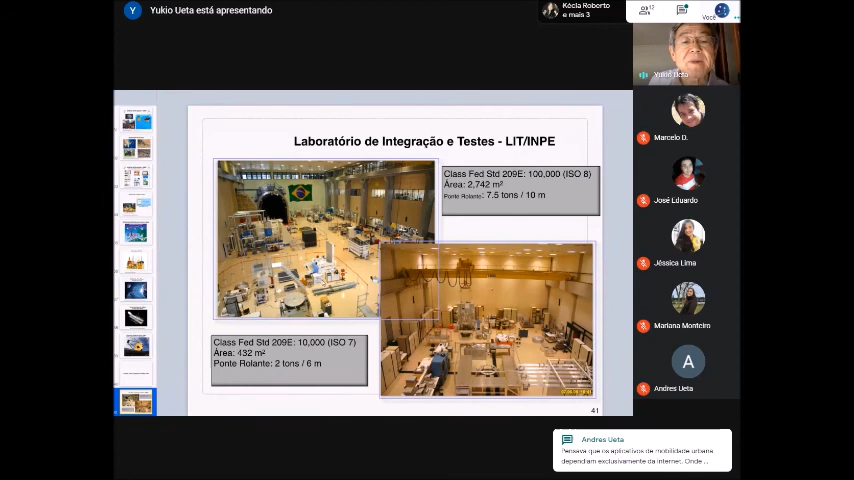 Y
Yukio Ueta está apresentando
Kécia Roberto
e mais 3
12
Você
Yukio Ueta
Marcelo D.
José Eduardo
Jéssica Lima
Mariana Monteiro
A
Andres Ueta
Laboratório de Integração e Testes - LIT/INPE
Class Fed Std 209E: 100,000 (ISO 8)
Área: 2,742 m²
Ponte Rolante: 7.5 tons / 10 m
Class Fed Std 209E: 10,000 (ISO 7)
Área: 432 m²
Ponte Rolante: 2 tons / 6 m
41
Andres Ueta
Pensava que os aplicativos de mobilidade urbana
dependiam exclusivamente da internet. Onde ...